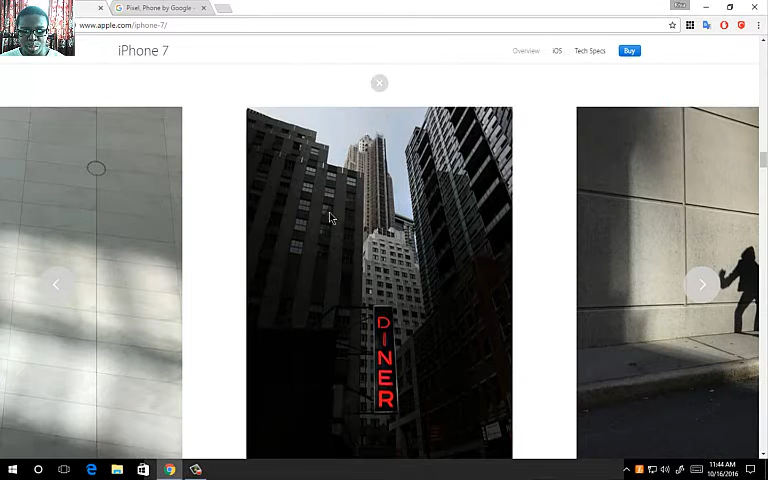 Pixel, Phone by Google -
www.apple.com/iphone-7/
iPhone 7
Overview
iOS
Tech Specs
Buy
DINER
11:44 AM
10/16/2016